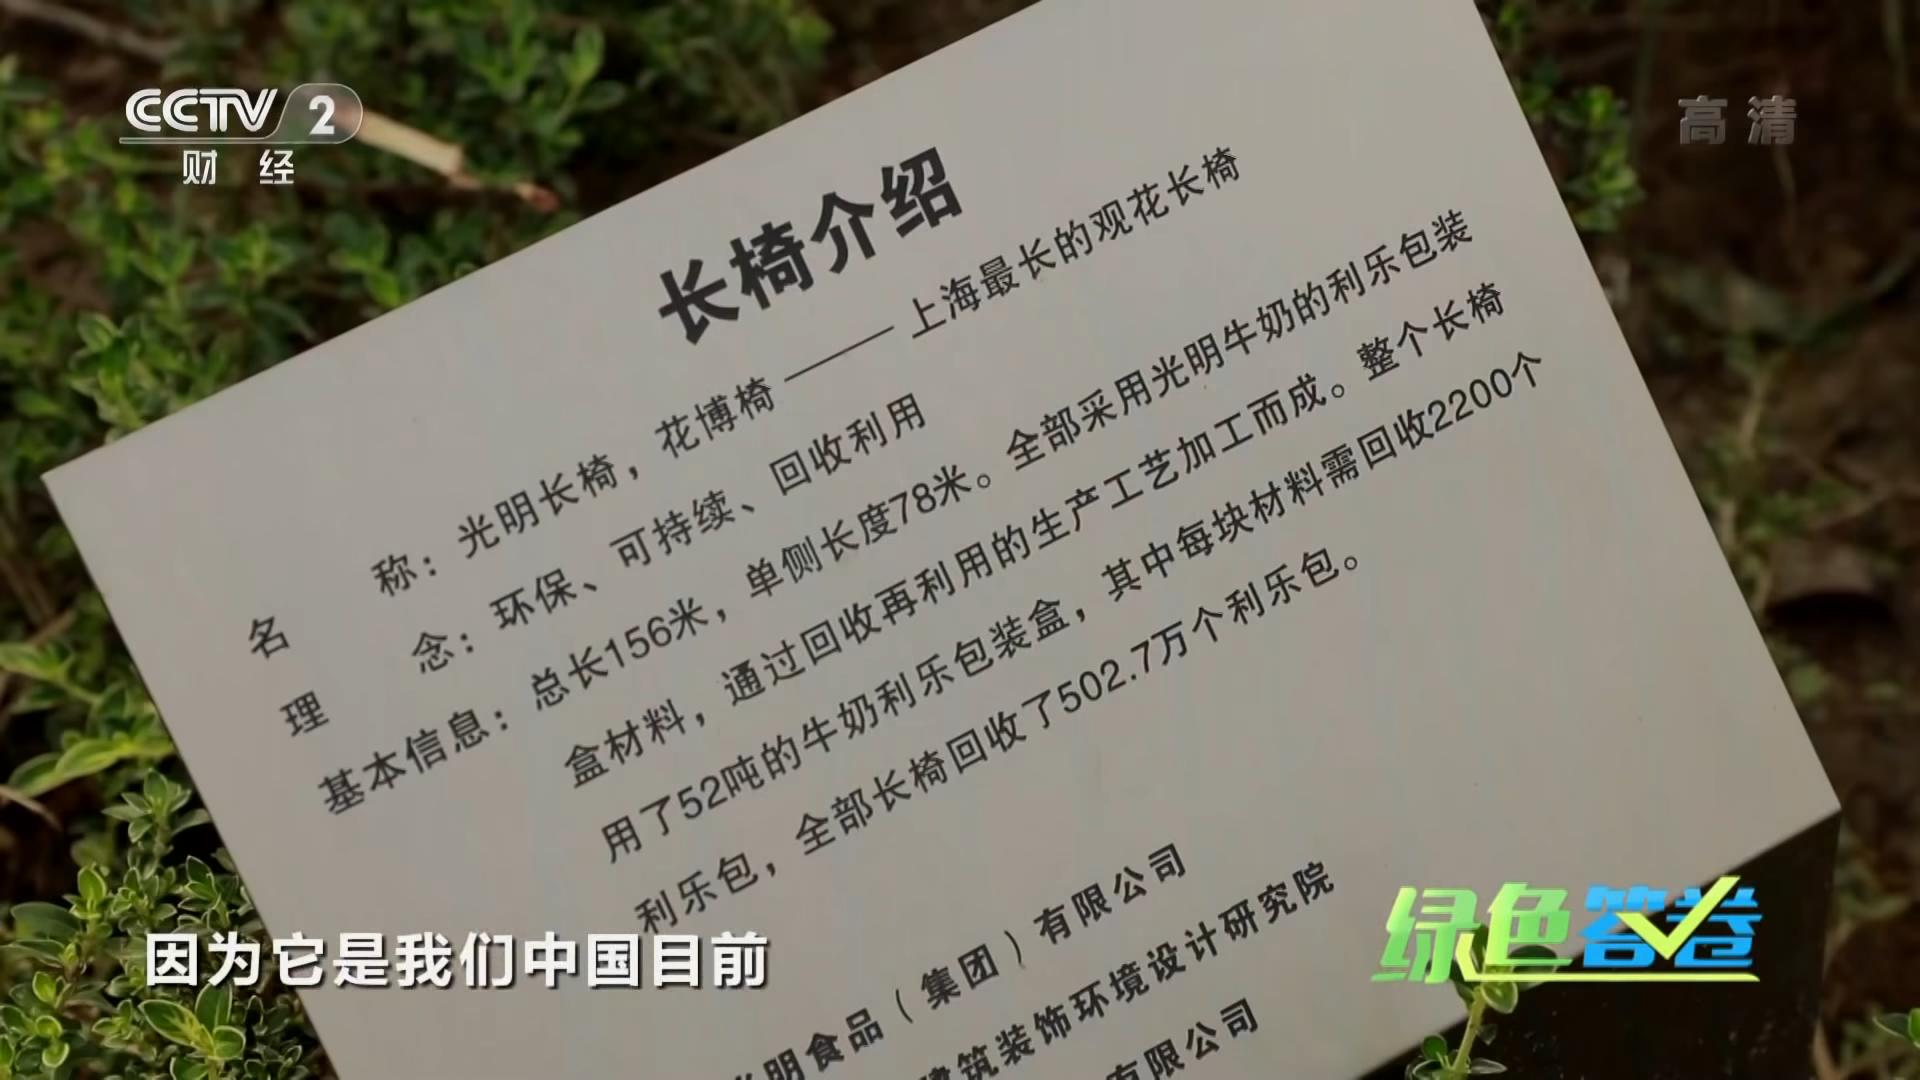 CCTV 2
财 经
高清
长椅介绍
名 称：光明长椅，花博椅——上海最长的观花长椅
理 念：环保、可持续、回收利用
基本信息：总长156米，单侧长度78米。全部采用光明牛奶的利乐包装
盒材料，通过回收再利用的生产工艺加工而成。整个长椅
用了52吨的牛奶利乐包装盒，其中每块材料需回收2200个
利乐包，全部长椅回收了502.7万个利乐包。
光明食品（集团）有限公司
建筑装饰环境设计研究院
有限公司
因为它是我们中国目前
绿色答卷